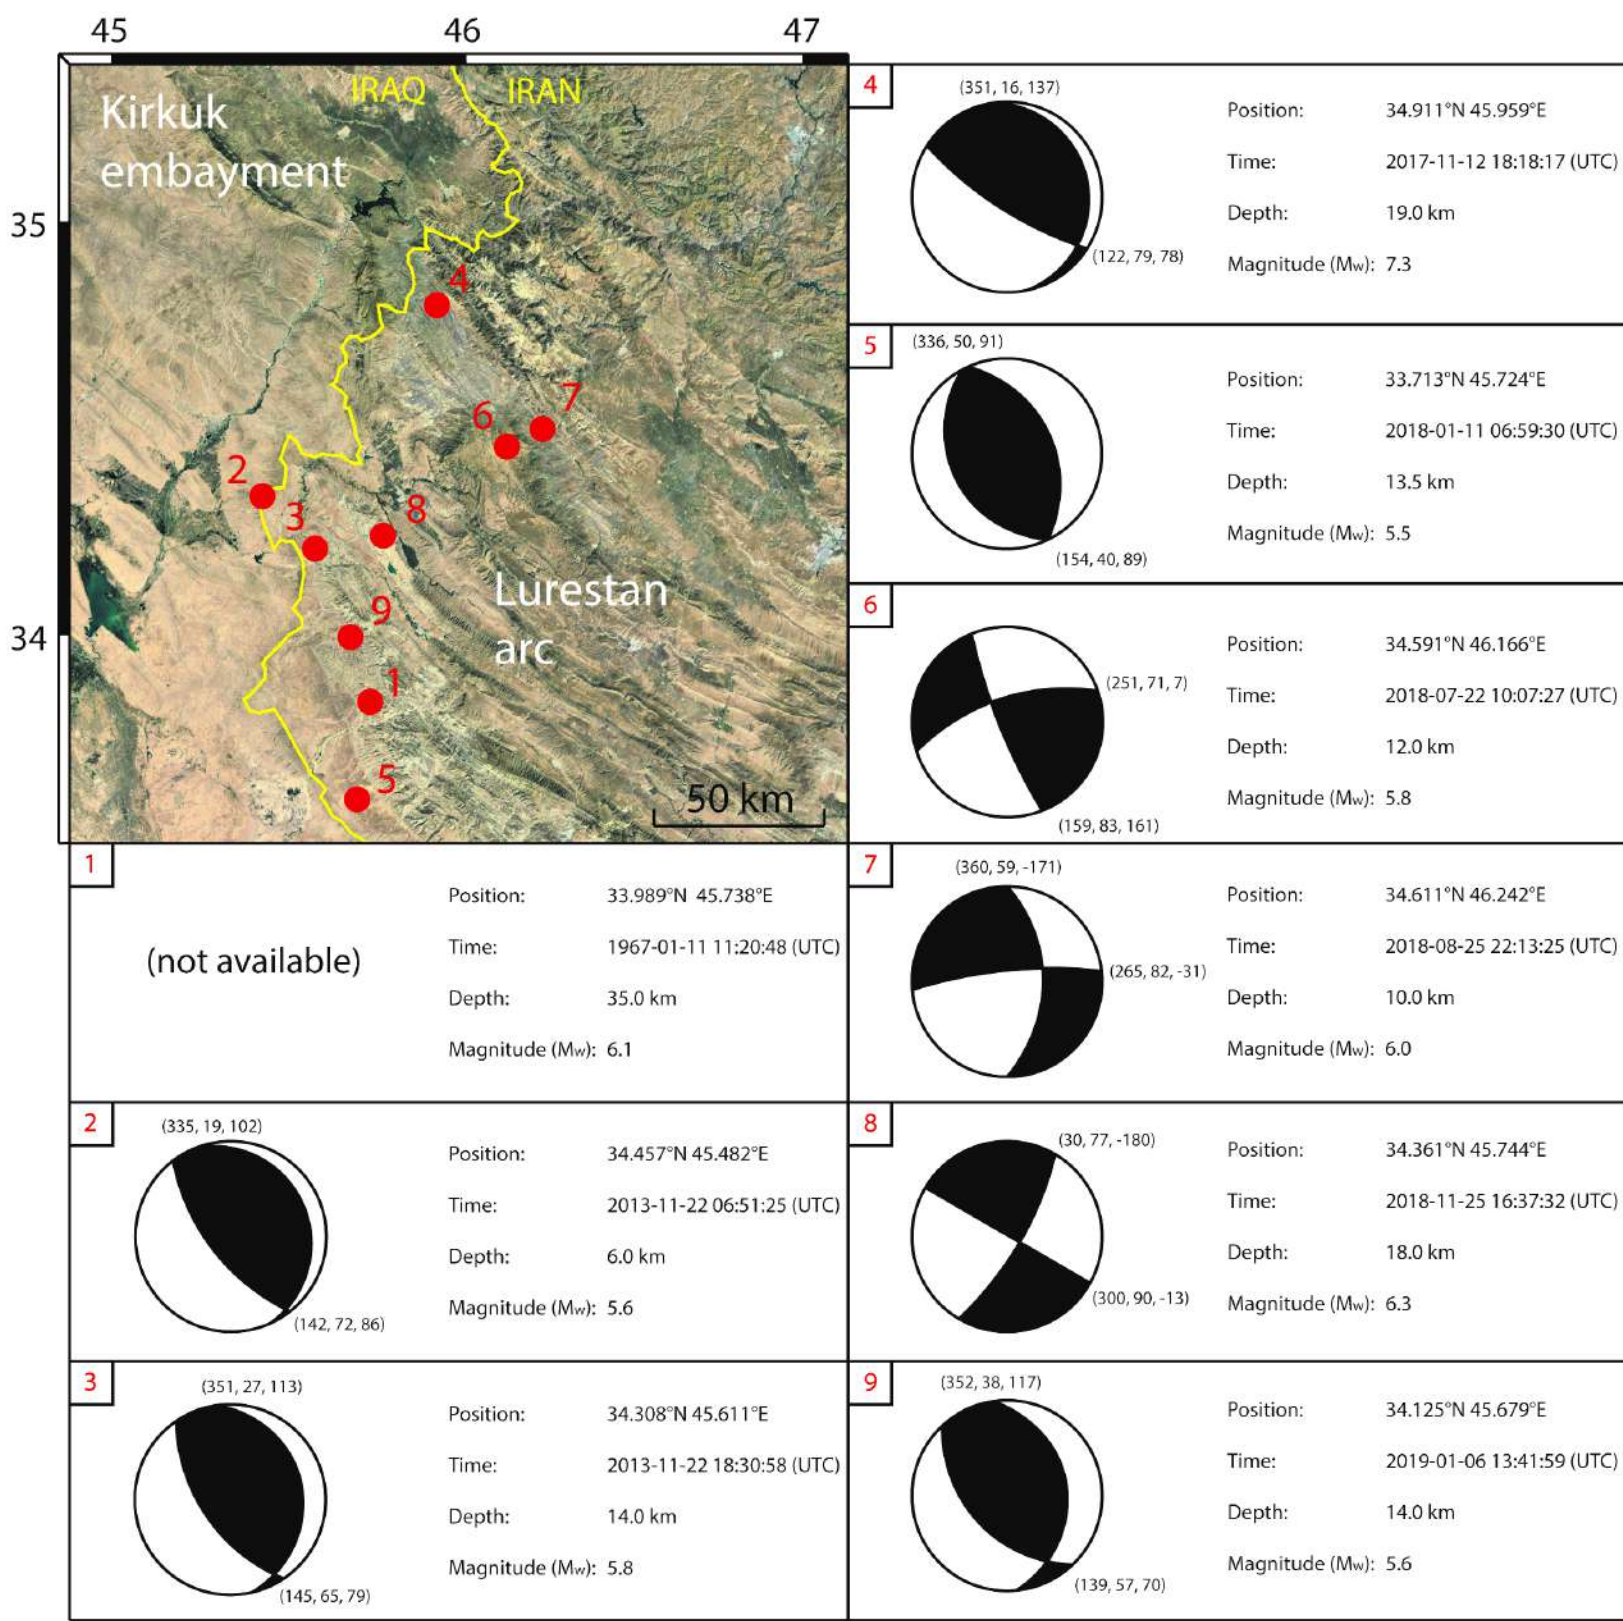 45 46 47
IRAQ IRAN
Kirkuk
embayment
35
4
7
6
2
8
3
Lurestan
9
34
arc
1
5
50 km
1
(not available)
Position: 33.989°N 45.738°E
Time: 1967-01-11 11:20:48 (UTC)
Depth: 35.0 km
Magnitude (Mw): 6.1
2
(335, 19, 102)
(142, 72, 86)
Position: 34.457°N 45.482°E
Time: 2013-11-22 06:51:25 (UTC)
Depth: 6.0 km
Magnitude (Mw): 5.6
3
(351, 27, 113)
(145, 65, 79)
Position: 34.308°N 45.611°E
Time: 2013-11-22 18:30:58 (UTC)
Depth: 14.0 km
Magnitude (Mw): 5.8
4
(351, 16, 137)
(122, 79, 78)
Position: 34.911°N 45.959°E
Time: 2017-11-12 18:18:17 (UTC)
Depth: 19.0 km
Magnitude (Mw): 7.3
5
(336, 50, 91)
(154, 40, 89)
Position: 33.713°N 45.724°E
Time: 2018-01-11 06:59:30 (UTC)
Depth: 13.5 km
Magnitude (Mw): 5.5
6
(251, 71, 7)
(159, 83, 161)
Position: 34.591°N 46.166°E
Time: 2018-07-22 10:07:27 (UTC)
Depth: 12.0 km
Magnitude (Mw): 5.8
7
(360, 59, -171)
(265, 82, -31)
Position: 34.611°N 46.242°E
Time: 2018-08-25 22:13:25 (UTC)
Depth: 10.0 km
Magnitude (Mw): 6.0
8
(30, 77, -180)
(300, 90, -13)
Position: 34.361°N 45.744°E
Time: 2018-11-25 16:37:32 (UTC)
Depth: 18.0 km
Magnitude (Mw): 6.3
9
(352, 38, 117)
(139, 57, 70)
Position: 34.125°N 45.679°E
Time: 2019-01-06 13:41:59 (UTC)
Depth: 14.0 km
Magnitude (Mw): 5.6